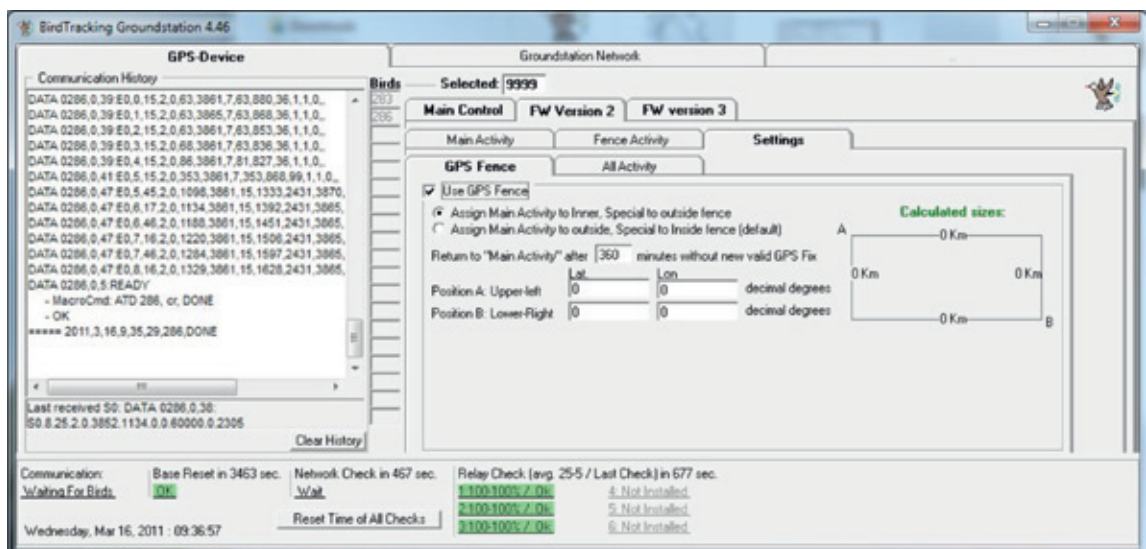 BirdTracking Groundstation 4.46
GPS-Device
Groundstation Network
Communication History
DATA 0286,0,39:E0,0,15,2,0,63,3861,7,63,880,36,1,1,0,,
DATA 0286,0,39:E0,1,15,2,0,63,3865,7,63,868,36,1,1,0,,
DATA 0286,0,39:E0,2,15,2,0,63,3861,7,63,853,36,1,1,0,,
DATA 0286,0,39:E0,3,15,2,0,68,3861,7,63,836,36,1,1,0,,
DATA 0286,0,39:E0,4,15,2,0,86,3861,7,81,827,36,1,1,0,,
DATA 0286,0,41:E0,5,15,2,0,353,3861,7,353,868,99,1,1,0,,
DATA 0286,0,47:E0,5,45,2,0,1098,3861,15,1333,2431,3870,
DATA 0286,0,47:E0,6,17,2,0,1134,3861,15,1392,2431,3865,
DATA 0286,0,47:E0,6,46,2,0,1188,3861,15,1451,2431,3865,
DATA 0286,0,47:E0,7,16,2,0,1220,3861,15,1506,2431,3865,
DATA 0286,0,47:E0,7,46,2,0,1284,3861,15,1597,2431,3865,
DATA 0286,0,47:E0,8,16,2,0,1329,3861,15,1628,2431,3865,
DATA 0286,0,5:READY
- MacroCmd: ATD 286, cr, DONE
- OK
===== 2011,3,16,9,35,29,286,DONE
Last received S0: DATA 0286,0,38:
S0,8,25,2,0,3852,1134,0,0,60000,0,2305
Clear History
Birds
283
286
Selected: 9999
Main Control
FW Version 2
FW version 3
Main Activity
Fence Activity
Settings
GPS Fence
All Activity
Use GPS Fence
Assign Main Activity to Inner, Special to outside fence
Assign Main Activity to outside, Special to Inside fence (default)
Return to "Main Activity" after 360 minutes without new valid GPS Fix
Lat. Lon
Position A: Upper-left 0 0 decimal degrees
Position B: Lower-Right 0 0 decimal degrees
Calculated sizes:
A
0 Km
0 Km
0 Km
0 Km
B
Communication:
Waiting For Birds
Base Reset in 3463 sec.
OK
Network Check in 467 sec.
Wait
Reset Time of All Checks
Relay Check (avg. 25-5 / Last Check) in 677 sec.
1:100-100% / Ok
2:100-100% / Ok
3:100-100% / Ok
4: Not Installed
5: Not Installed
6: Not Installed
Wednesday, Mar 16, 2011 : 09:36:57